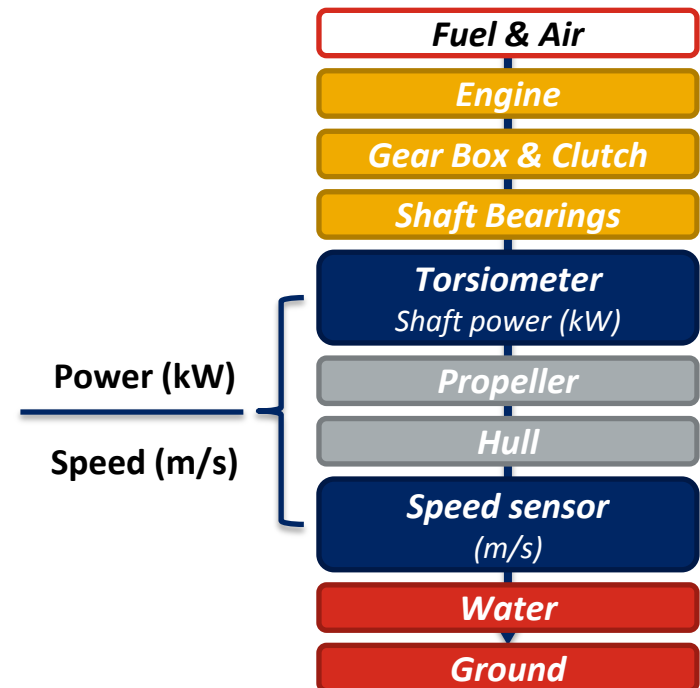 Fuel & Air
Engine
Gear Box & Clutch
Shaft Bearings
Torsiometer
Shaft power (kW)
Power (kW)
Speed (m/s)
Propeller
Hull
Speed sensor
(m/s)
Water
Ground